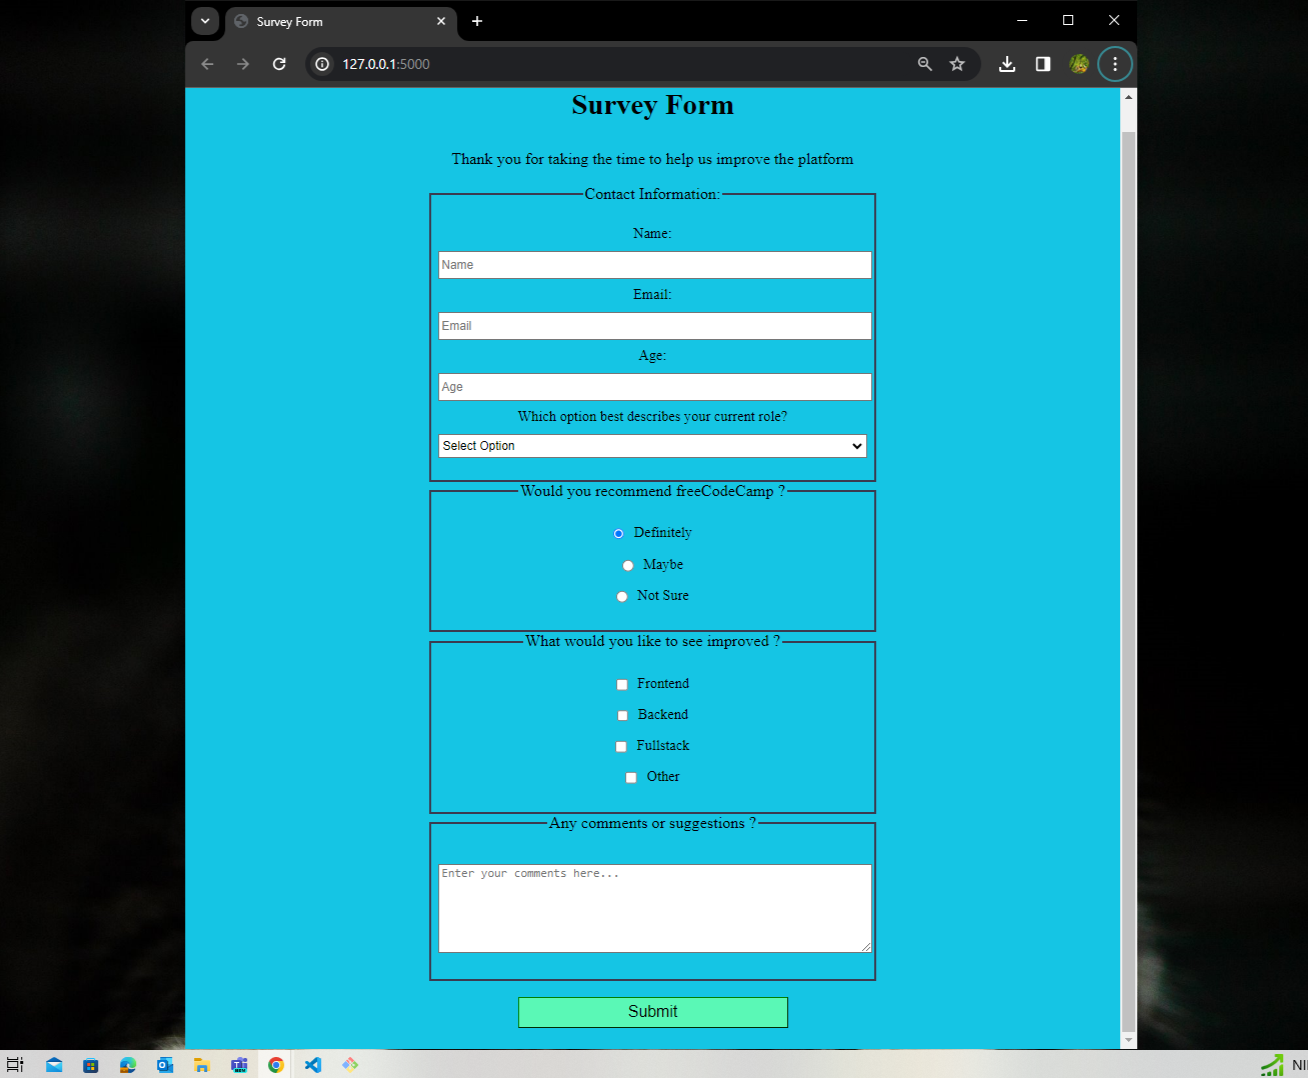 Survey Form
127.0.0.1:5000
Survey Form
Thank you for taking the time to help us improve the platform
Contact Information:
Name:
Name
Email:
Email
Age:
Age
Which option best describes your current role?
Select Option
Would you recommend freeCodeCamp ?
Definitely
Maybe
Not Sure
What would you like to see improved ?
Frontend
Backend
Fullstack
Other
Any comments or suggestions ?
Enter your comments here...
Submit